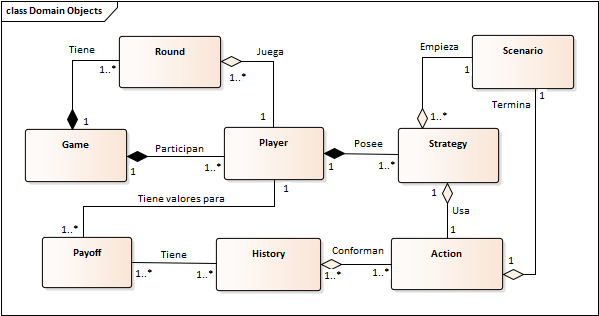 class Domain Objects
Round
Scenario
Game
Player
Strategy
Payoff
History
Action
Tiene
1..*
1
Juega
1..*
1
Participan
1
1..*
Posee
1
1..*
Empieza
1
1..*
Termina
1
1
Usa
1
1
Tiene valores para
1
1..*
Tiene
1..*
1..*
Conforman
1..*
1..*